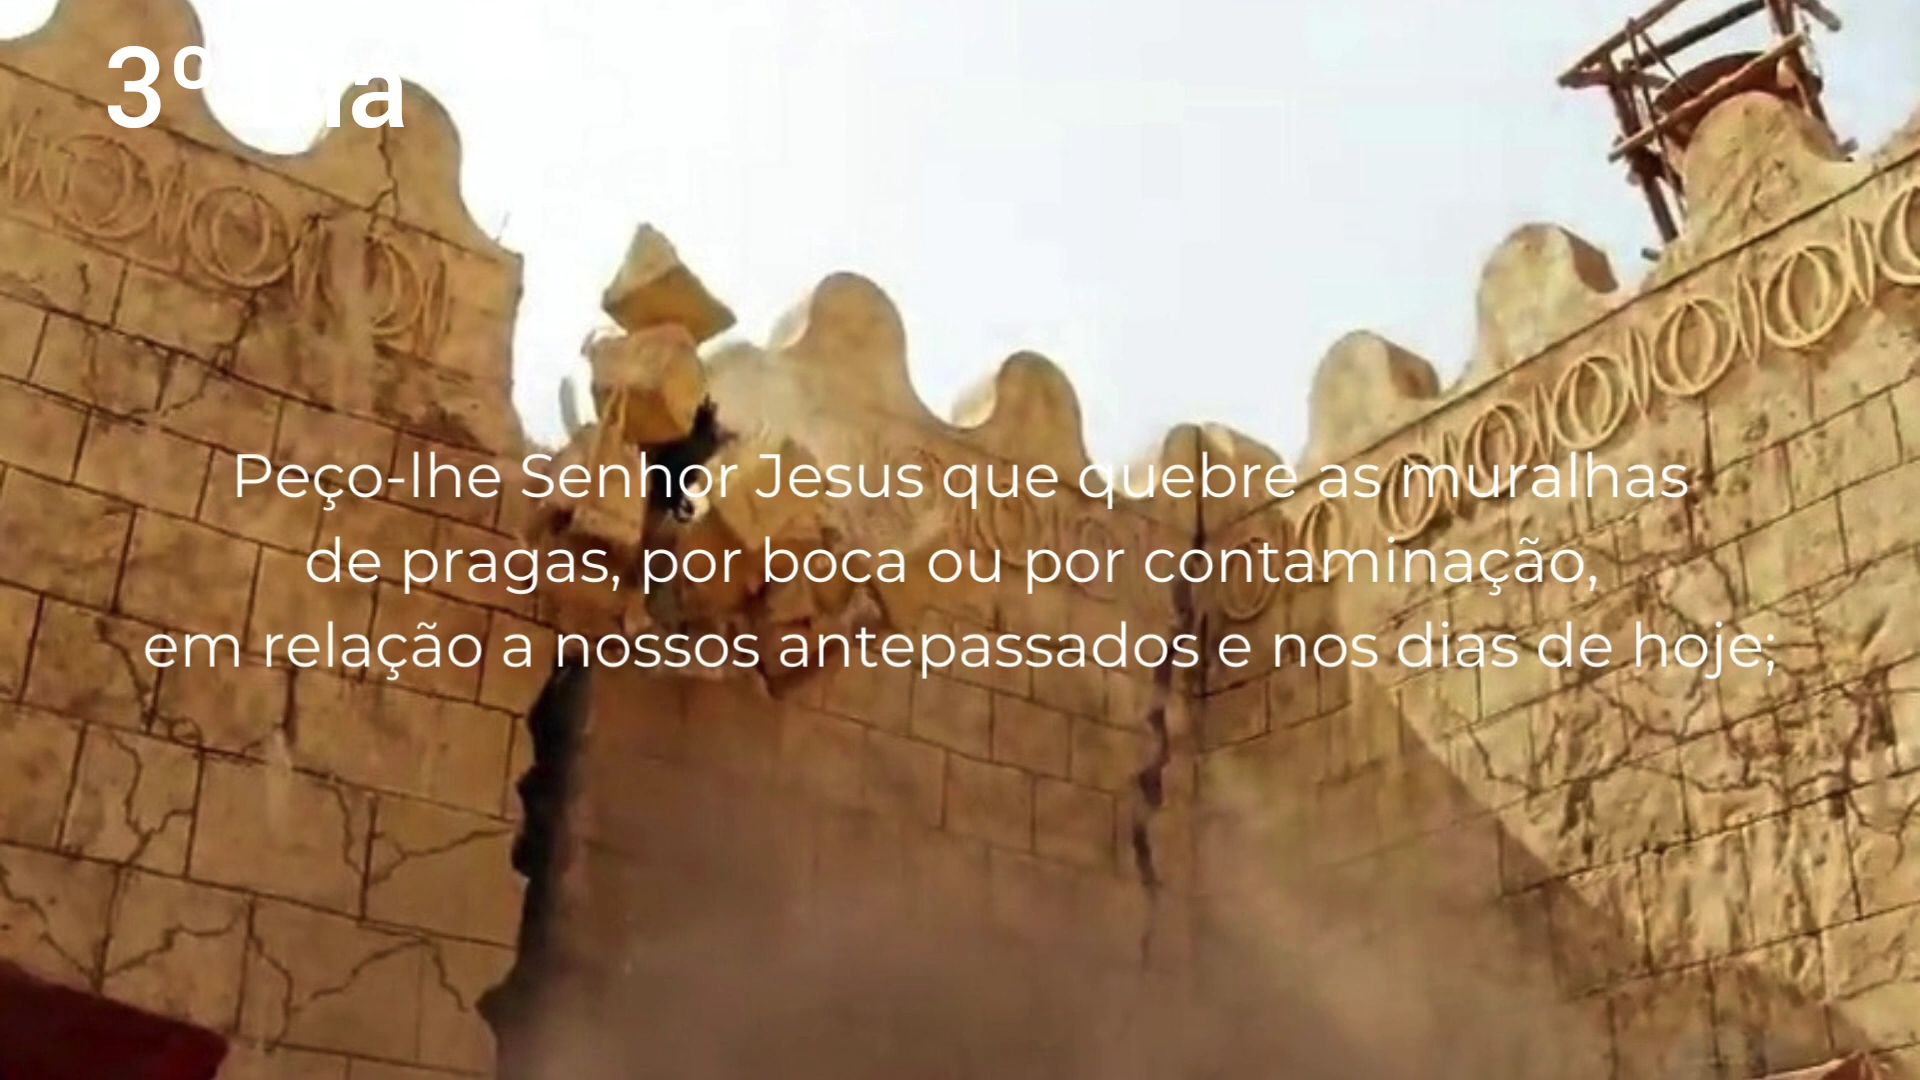 3º Dia
Peço-lhe Senhor Jesus que quebre as muralhas
de pragas, por boca ou por contaminação,
em relação a nossos antepassados e nos dias de hoje;